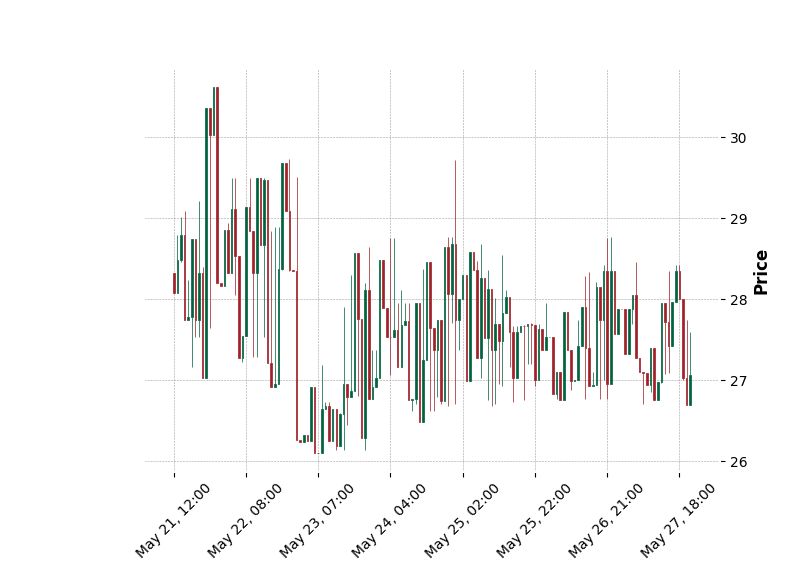 30
29
28
27
26
Price
May 21, 12:00
May 22, 08:00
May 23, 07:00
May 24, 04:00
May 25, 02:00
May 25, 22:00
May 26, 21:00
May 27, 18:00